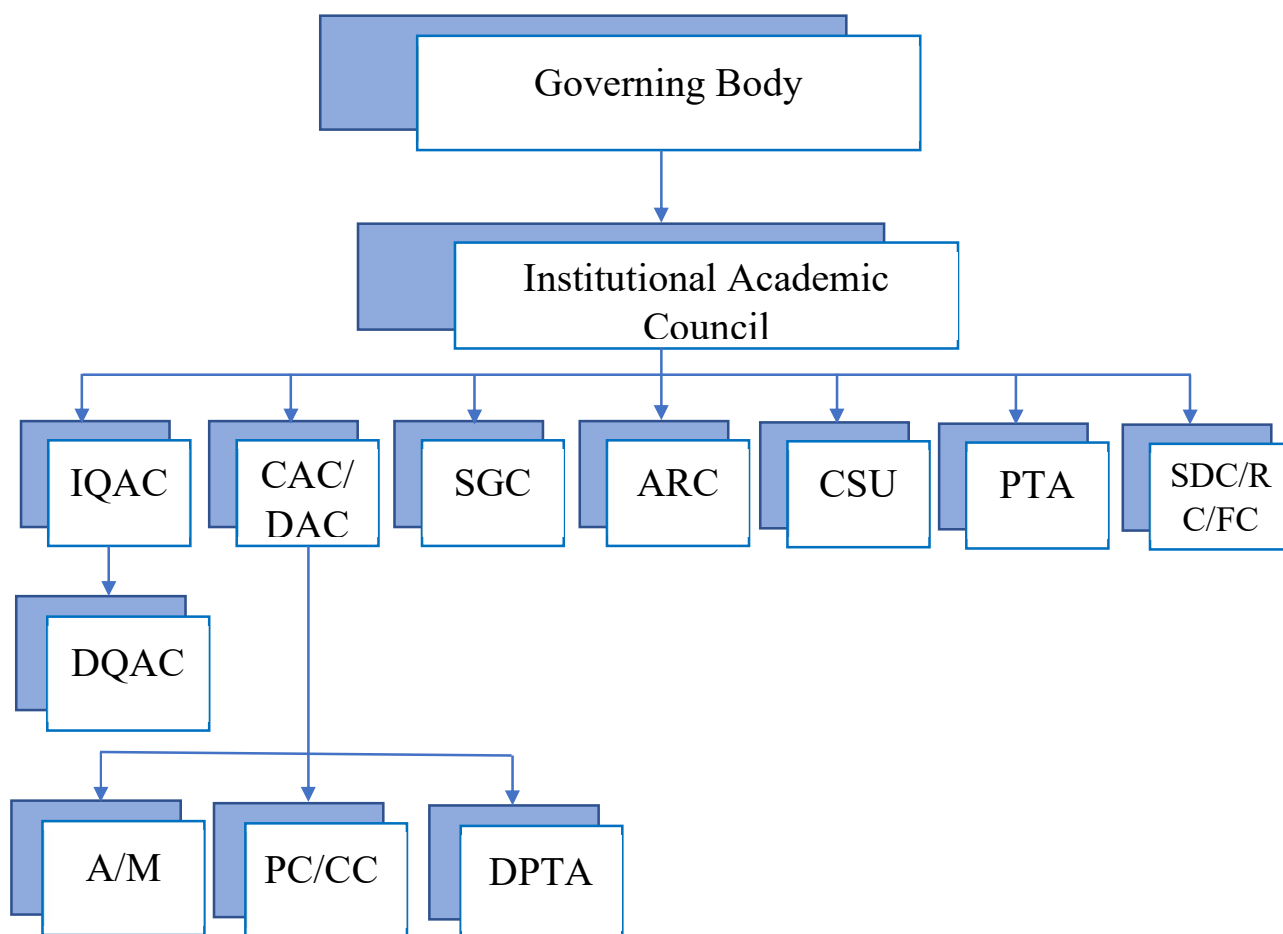 Governing Body
Institutional Academic
Council
IQAC
CAC/
DAC
SGC
ARC
CSU
PTA
SDC/R
C/FC
DQAC
A/M
PC/CC
DPTA